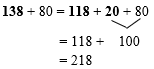 138 + 80 = 118 + 20 + 80
= 118 + 100
= 218